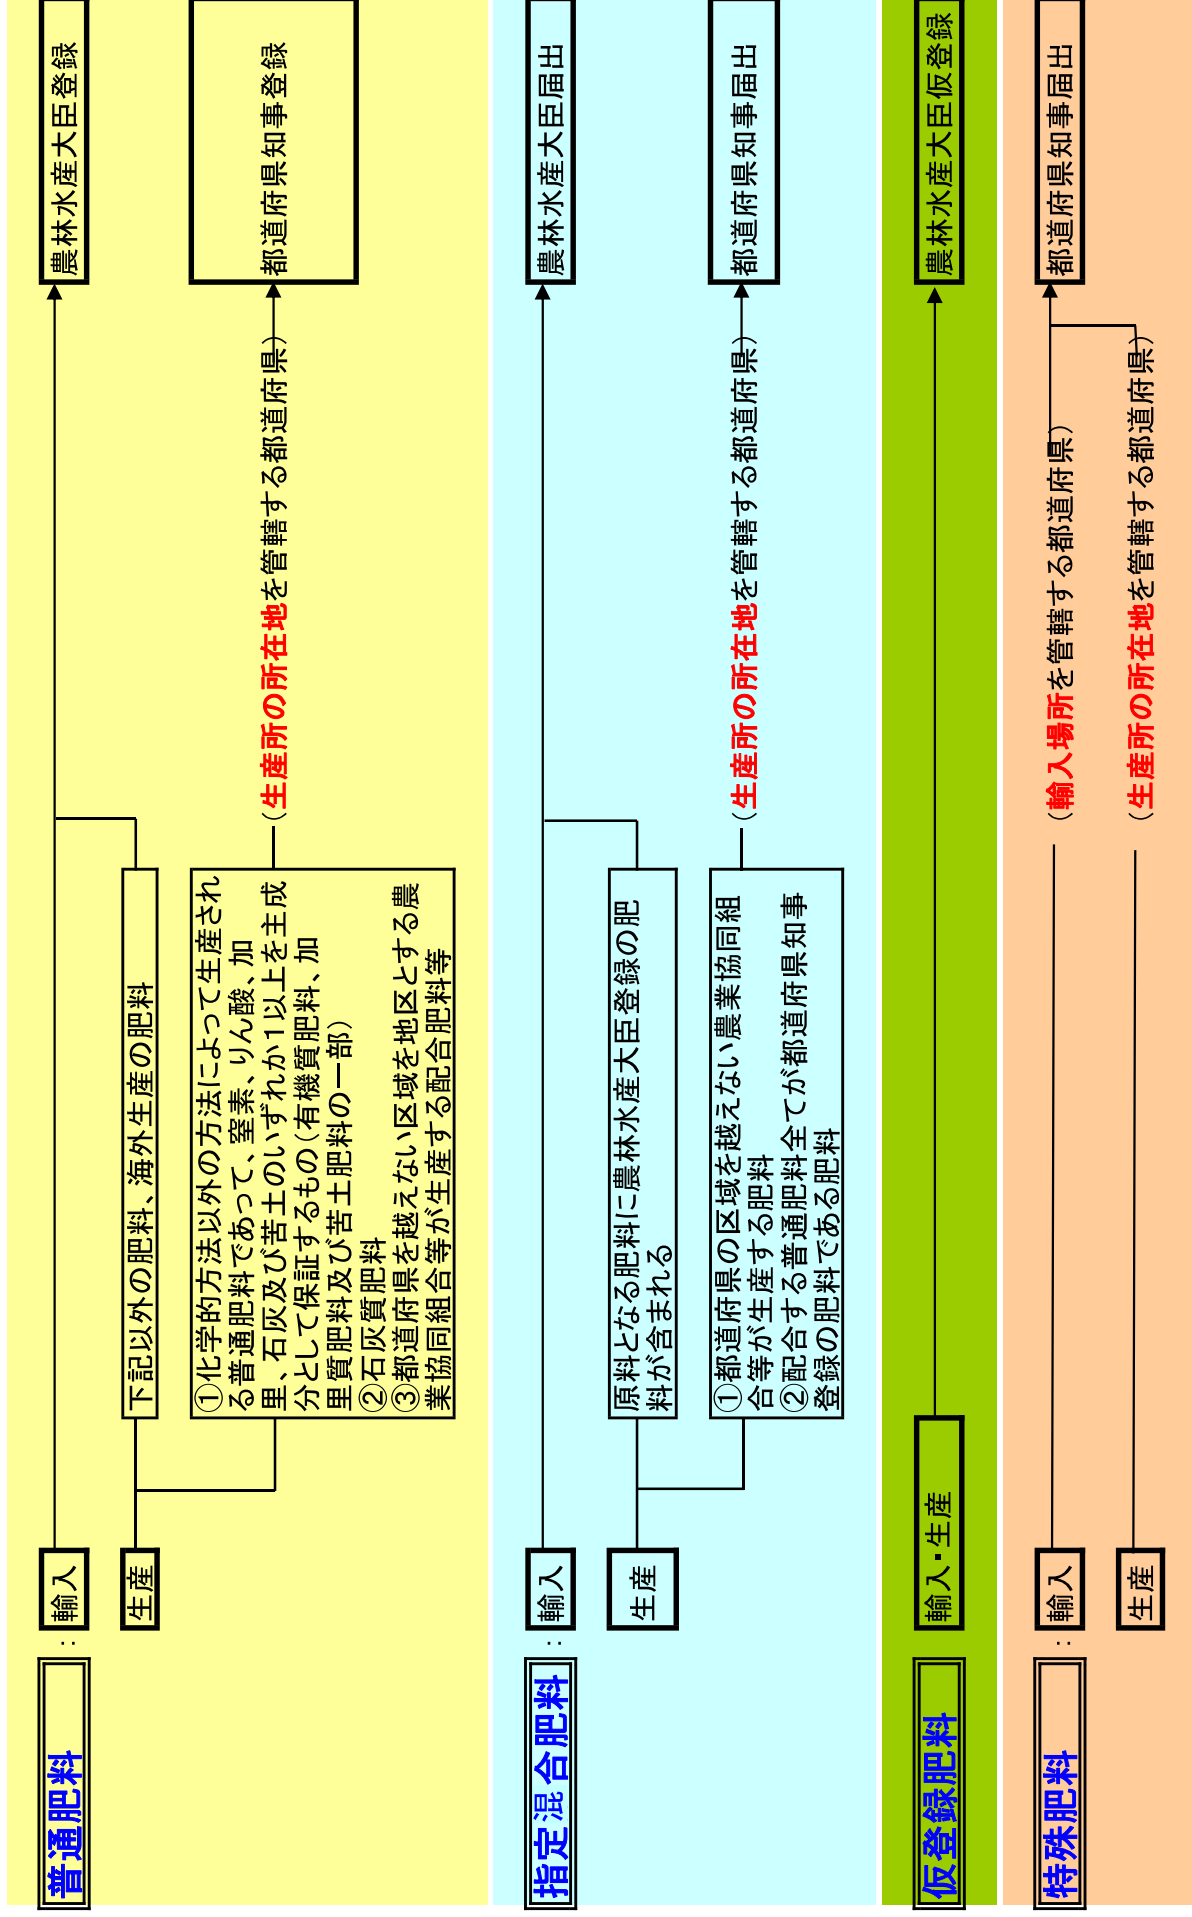 普通肥料
：
輸入
農林水産大臣登録
生産
下記以外の肥料、海外生産の肥料
①化学的方法以外の方法によって生産され
る普通肥料であって、窒素、りん酸、加
里、石灰及び苦土のいずれか１以上を主成
分として保証するもの（有機質肥料、加
里質肥料及び苦土肥料の一部）
②石灰質肥料
③都道府県を越えない区域を地区とする農
業協同組合等が生産する配合肥料等
（生産所の所在地を管轄する都道府県）
都道府県知事登録
指定混合肥料
：
輸入
農林水産大臣届出
生産
原料となる肥料に農林水産大臣登録の肥
料が含まれる
①都道府県の区域を越えない農業協同組
合等が生産する肥料
②配合する普通肥料全てが都道府県知事
登録の肥料である肥料
（生産所の所在地を管轄する都道府県）
都道府県知事届出
仮登録肥料
輸入・生産
農林水産大臣仮登録
特殊肥料
：
輸入
（輸入場所を管轄する都道府県）
都道府県知事届出
生産
（生産所の所在地を管轄する都道府県）